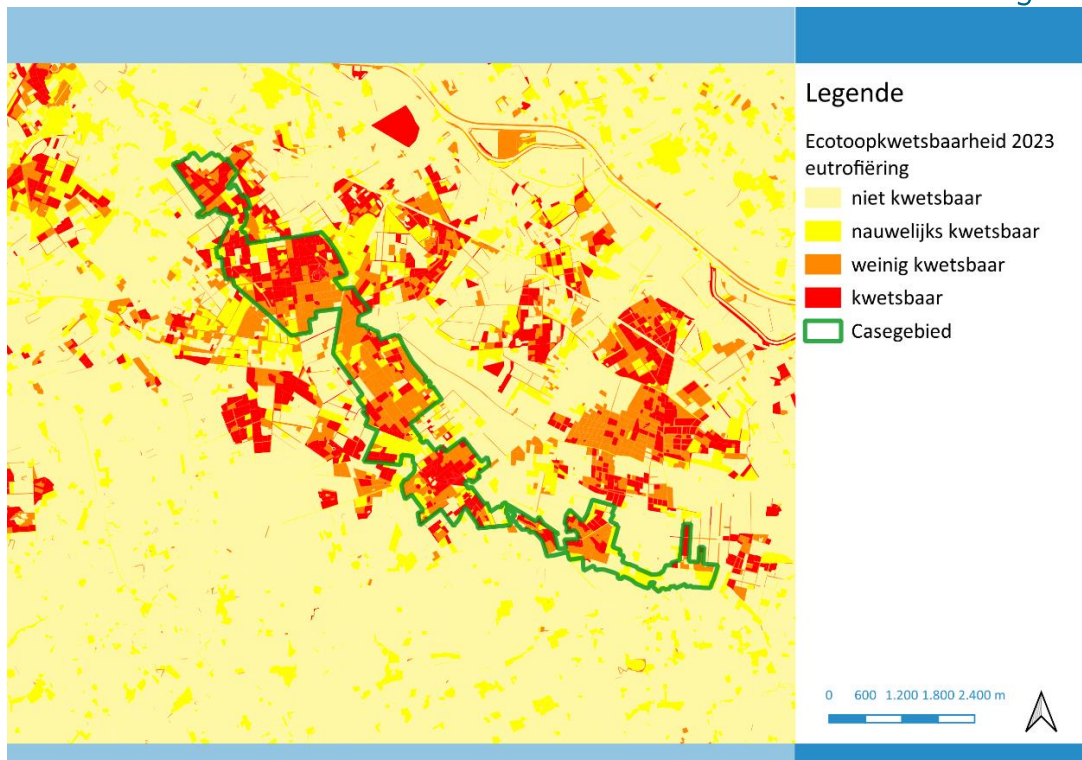 Legende
Ecotoopkwetsbaarheid 2023
eutrofiëring
niet kwetsbaar
nauwelijks kwetsbaar
weinig kwetsbaar
kwetsbaar
Casegebied
0 600 1.200 1.800 2.400 m